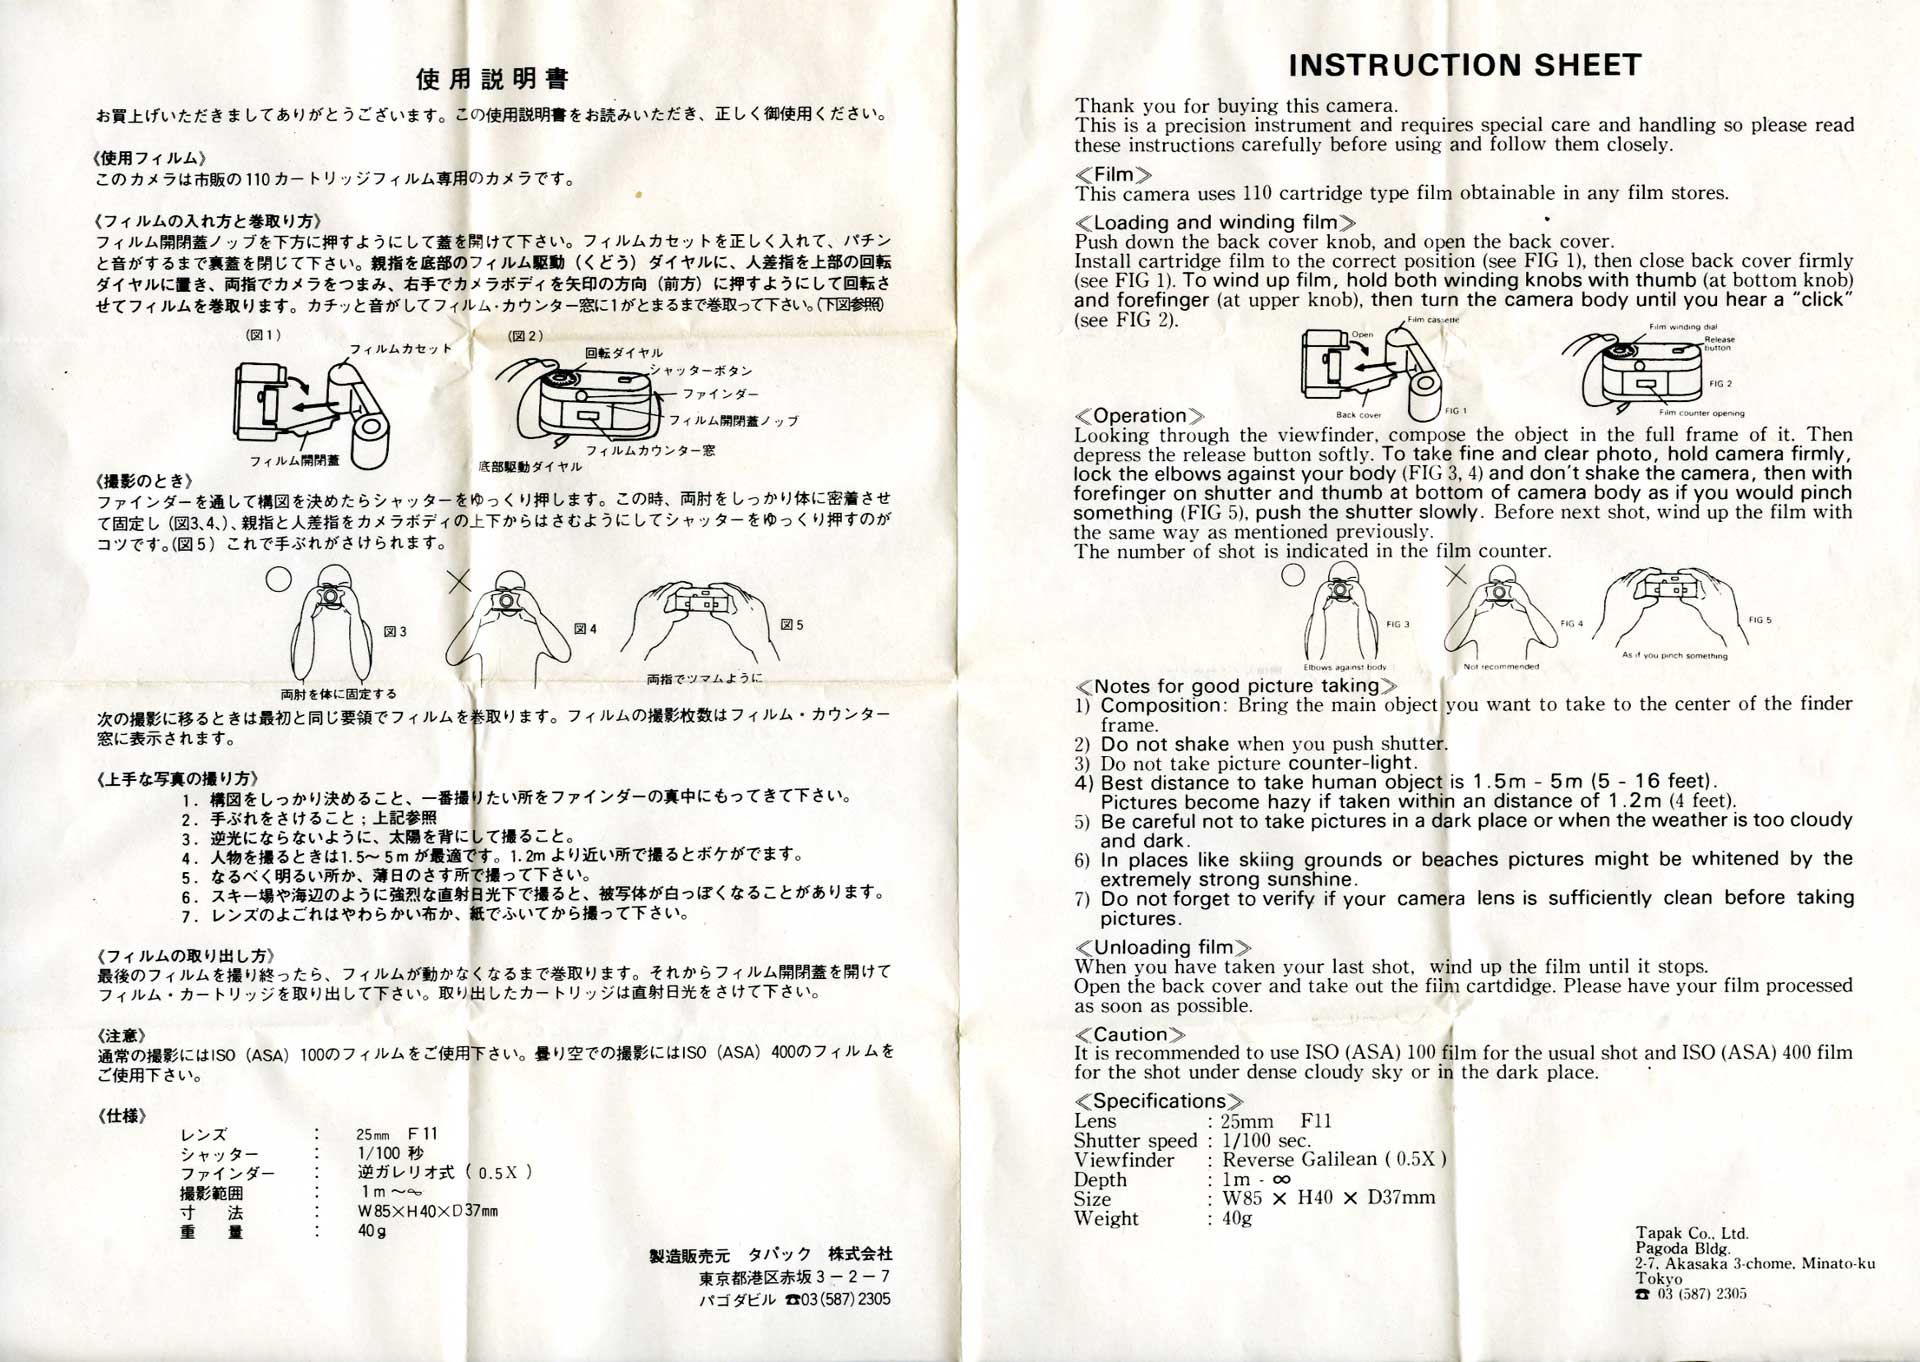 使用説明書
お買上げいただきましてありがとうございます。この使用説明書をお読みいただき、正しく御使用ください。
《使用フィルム》
このカメラは市販の110カートリッジフィルム専用のカメラです。
《フィルムの入れ方と巻取り方》
フィルム開閉蓋ノッブを下方に押すようにして蓋を開けて下さい。フィルムカセットを正しく入れて、パチン
と音がするまで裏蓋を閉じて下さい。親指を底部のフィルム駆動（くどう）ダイヤルに、人差指を上部の回転
ダイヤルに置き、両指でカメラをつまみ、右手でカメラボディを矢印の方向（前方）に押すようにして回転さ
せてフィルムを巻取ります。カチッと音がしてフィルム・カウンター窓に1がとまるまで巻取って下さい。（下図参照）
（図1）
フィルムカセット
フィルム開閉蓋
（図2）
回転ダイヤル
シャッターボタン
ファインダー
フィルム開閉蓋ノッブ
フィルムカウンター窓
底部駆動ダイヤル
《撮影のとき》
ファインダーを通して構図を決めたらシャッターをゆっくり押します。この時、両肘をしっかり体に密着させ
て固定し（図3、4、）、親指と人差指をカメラボディの上下からはさむようにしてシャッターをゆっくり押すのが
コツです。（図5）これで手ぶれがさけられます。
図3
両肘を体に固定する
図4
図5
両指でツマムように
次の撮影に移るときは最初と同じ要領でフィルムを巻取ります。フィルムの撮影枚数はフィルム・カウンター
窓に表示されます。
《上手な写真の撮り方》
1. 構図をしっかり決めること、一番撮りたい所をファインダーの真中にもってきて下さい。
2. 手ぶれをさけること；上記参照
3. 逆光にならないように、太陽を背にして撮ること。
4. 人物を撮るときは1.5～5mが最適です。1.2mより近い所で撮るとボケがでます。
5. なるべく明るい所か、薄日のさす所で撮って下さい。
6. スキー場や海辺のように強烈な直射日光下で撮ると、被写体が白っぽくなることがあります。
7. レンズのよごれはやわらかい布か、紙でふいてから撮って下さい。
《フィルムの取り出し方》
最後のフィルムを撮り終ったら、フィルムが動かなくなるまで巻取ります。それからフィルム開閉蓋を開けて
フィルム・カートリッジを取り出して下さい。取り出したカートリッジは直射日光をさけて下さい。
《注意》
通常の撮影にはISO（ASA）100のフィルムをご使用下さい。曇り空での撮影にはISO（ASA）400のフィルムを
ご使用下さい。
《仕様》
レンズ : 25mm F11
シャッター : 1/100 秒
ファインダー : 逆ガレリオ式（0.5X）
撮影範囲 : 1m～∞
寸 法 : W85×H40×D37mm
重 量 : 40g
製造販売元 タパック 株式会社
東京都港区赤坂3－2－7
パゴダビル ☎03(587)2305
INSTRUCTION SHEET
Thank you for buying this camera.
This is a precision instrument and requires special care and handling so please read
these instructions carefully before using and follow them closely.
≪Film≫
This camera uses 110 cartridge type film obtainable in any film stores.
≪Loading and winding film≫
Push down the back cover knob, and open the back cover.
Install cartridge film to the correct position (see FIG 1), then close back cover firmly
(see FIG 1). To wind up film, hold both winding knobs with thumb (at bottom knob)
and forefinger (at upper knob), then turn the camera body until you hear a "click"
(see FIG 2).
Open
Film cassette
Back cover
FIG 1
Film winding dial
Release
button
FIG 2
Film counter opening
≪Operation≫
Looking through the viewfinder, compose the object in the full frame of it. Then
depress the release button softly. To take fine and clear photo, hold camera firmly,
lock the elbows against your body (FIG 3, 4) and don't shake the camera, then with
forefinger on shutter and thumb at bottom of camera body as if you would pinch
something (FIG 5), push the shutter slowly. Before next shot, wind up the film with
the same way as mentioned previously.
The number of shot is indicated in the film counter.
FIG 3
Elbows against body
FIG 4
Not recommended
FIG 5
As if you pinch something
≪Notes for good picture taking≫
1) Composition: Bring the main object you want to take to the center of the finder
frame.
2) Do not shake when you push shutter.
3) Do not take picture counter-light.
4) Best distance to take human object is 1.5m - 5m (5 - 16 feet).
Pictures become hazy if taken within an distance of 1.2m (4 feet).
5) Be careful not to take pictures in a dark place or when the weather is too cloudy
and dark.
6) In places like skiing grounds or beaches pictures might be whitened by the
extremely strong sunshine.
7) Do not forget to verify if your camera lens is sufficiently clean before taking
pictures.
≪Unloading film≫
When you have taken your last shot, wind up the film until it stops.
Open the back cover and take out the fiim cartdidge. Please have your film processed
as soon as possible.
≪Caution≫
It is recommended to use ISO (ASA) 100 film for the usual shot and ISO (ASA) 400 film
for the shot under dense cloudy sky or in the dark place.
≪Specifications≫
Lens : 25mm F11
Shutter speed : 1/100 sec.
Viewfinder : Reverse Galilean (0.5X)
Depth : 1m - ∞
Size : W85 × H40 × D37mm
Weight : 40g
Tapak Co., Ltd.
Pagoda Bldg.
2-7, Akasaka 3-chome, Minato-ku
Tokyo
☎ 03 (587) 2305